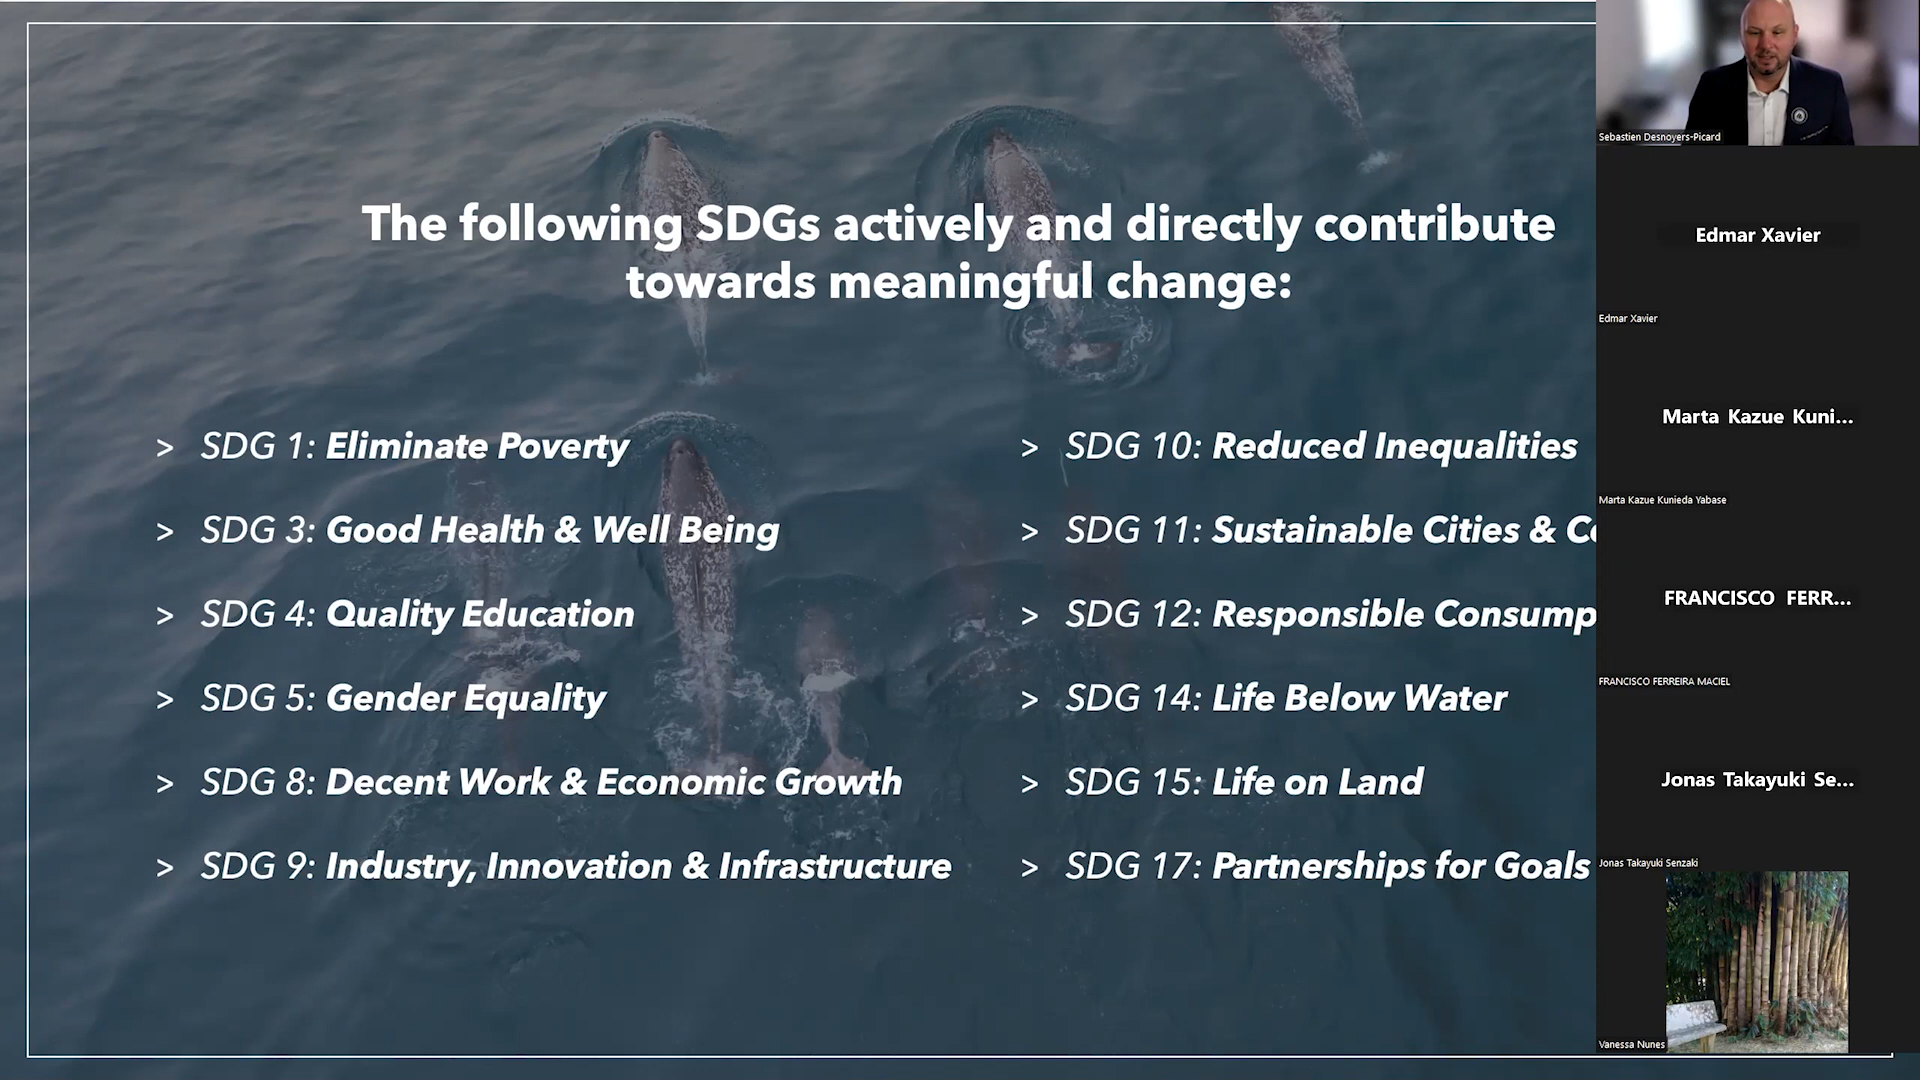 The following SDGs actively and directly contribute
towards meaningful change:
> SDG 1: Eliminate Poverty
> SDG 3: Good Health & Well Being
> SDG 4: Quality Education
> SDG 5: Gender Equality
> SDG 8: Decent Work & Economic Growth
> SDG 9: Industry, Innovation & Infrastructure
> SDG 10: Reduced Inequalities
> SDG 11: Sustainable Cities &
> SDG 12: Responsible Consump
> SDG 14: Life Below Water
> SDG 15: Life on Land
> SDG 17: Partnerships for Goals
Sebastien Desnoyers-Picard
Edmar Xavier
Edmar Xavier
Marta Kazue Kuni...
Marta Kazue Kunieda Yabase
FRANCISCO FERR...
FRANCISCO FERREIRA MACIEL
Jonas Takayuki Se...
Jonas Takayuki Senzaki
Vanessa Nunes